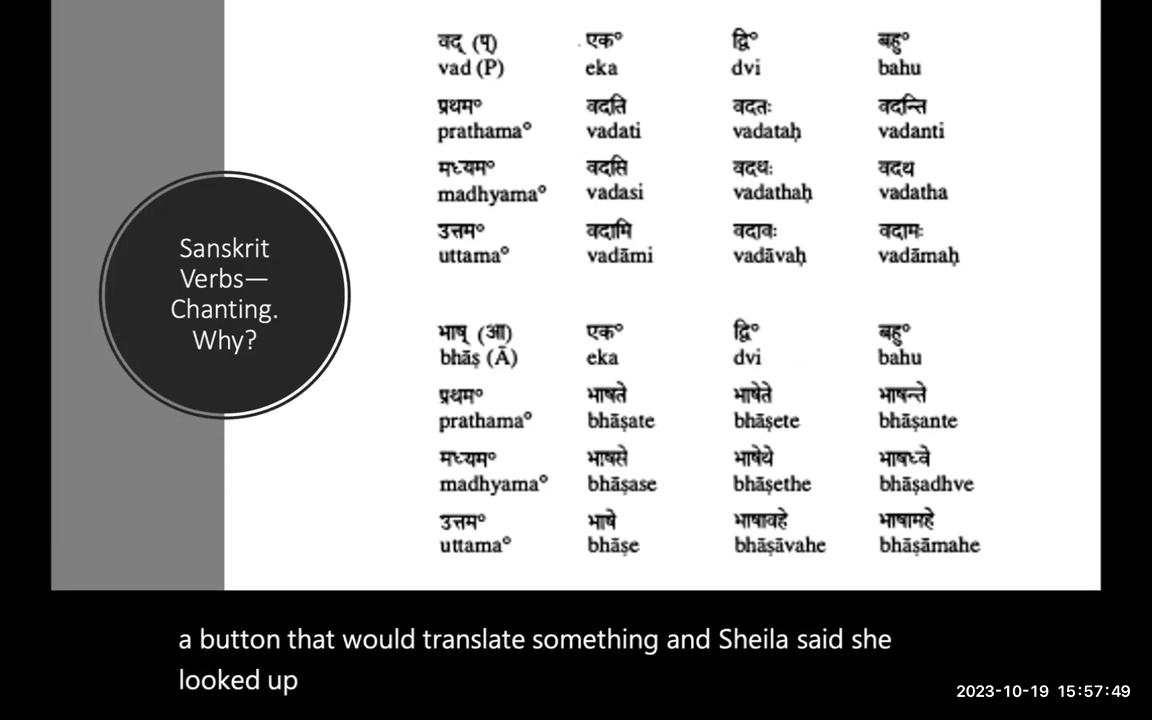 Sanskrit
Verbs—
Chanting.
Why?
वद् (प) एक° द्वि° बहु°
vad (P) eka dvi bahu
प्रथम° वदति वदतः वदन्ति
prathama° vadati vadataḥ vadanti
मध्यम° वदसि वदथः वदथ
madhyama° vadasi vadathaḥ vadatha
उत्तम° वदामि वदावः वदामः
uttama° vadāmi vadāvaḥ vadāmaḥ
भाष् (आ) एक° द्वि° बहु°
bhāṣ (Ā) eka dvi bahu
प्रथम° भाषते भाषेते भाषन्ते
prathama° bhāṣate bhāṣete bhāṣante
मध्यम° भाषसे भाषेथे भाषध्वे
madhyama° bhāṣase bhāṣethe bhāṣadhve
उत्तम° भाषे भाषावहे भाषामहे
uttama° bhāṣe bhāṣāvahe bhāṣāmahe
a button that would translate something and Sheila said she
looked up
2023-10-19 15:57:49